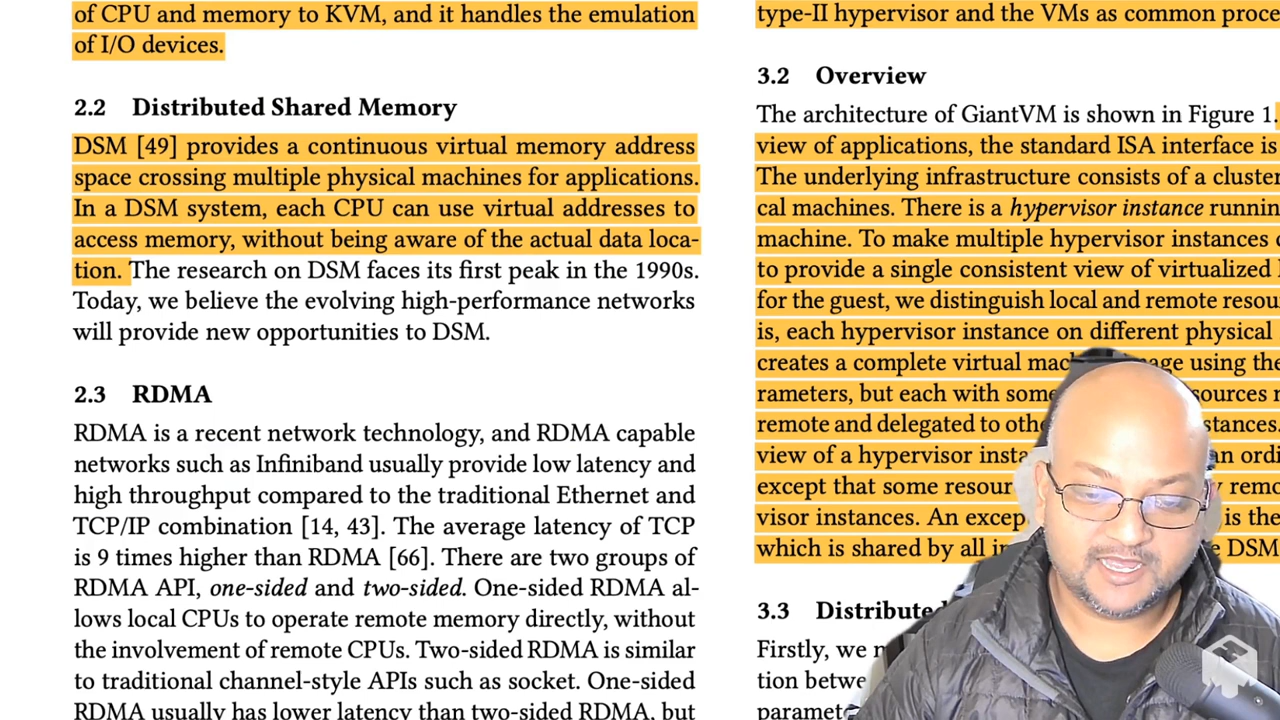 of CPU and memory to KVM, and it handles the emulation
of I/O devices.
2.2 Distributed Shared Memory
DSM [49] provides a continuous virtual memory address
space crossing multiple physical machines for applications.
In a DSM system, each CPU can use virtual addresses to
access memory, without being aware of the actual data loca-
tion. The research on DSM faces its first peak in the 1990s.
Today, we believe the evolving high-performance networks
will provide new opportunities to DSM.
2.3 RDMA
RDMA is a recent network technology, and RDMA capable
networks such as Infiniband usually provide low latency and
high throughput compared to the traditional Ethernet and
TCP/IP combination [14, 43]. The average latency of TCP
is 9 times higher than RDMA [66]. There are two groups of
RDMA API, one-sided and two-sided. One-sided RDMA al-
lows local CPUs to operate remote memory directly, without
the involvement of remote CPUs. Two-sided RDMA is similar
to traditional channel-style APIs such as socket. One-sided
RDMA usually has lower latency than two-sided RDMA, but
type-II hypervisor and the VMs as common proce
3.2 Overview
The architecture of GiantVM is shown in Figure 1.
view of applications, the standard ISA interface is
The underlying infrastructure consists of a cluster
cal machines. There is a hypervisor instance runnin
machine. To make multiple hypervisor instances
to provide a single consistent view of virtualized
for the guest, we distinguish local and remote resou
is, each hypervisor instance on different physical
creates a complete virtual mac age using the
rameters, but each with some sources
remote and delegated to othe stances.
view of a hypervisor insta an ordi
except that some resour remo
visor instances. An excep is the
which is shared by all in DSM
3.3 Distributed
Firstly, we
tion betwe
paramete